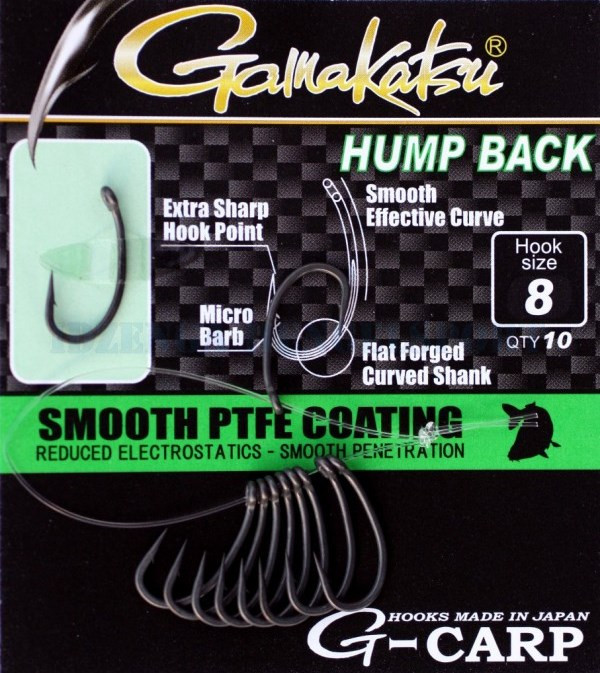 Gamakatsu®
HUMP BACK
Extra Sharp
Hook Point
Smooth
Effective Curve
Hook
size
8
QTY 10
Micro
Barb
Flat Forged
Curved Shank
SMOOTH PTFE COATING
REDUCED ELECTROSTATICS - SMOOTH PENETRATION
HOOKS MADE IN JAPAN
G-CARP